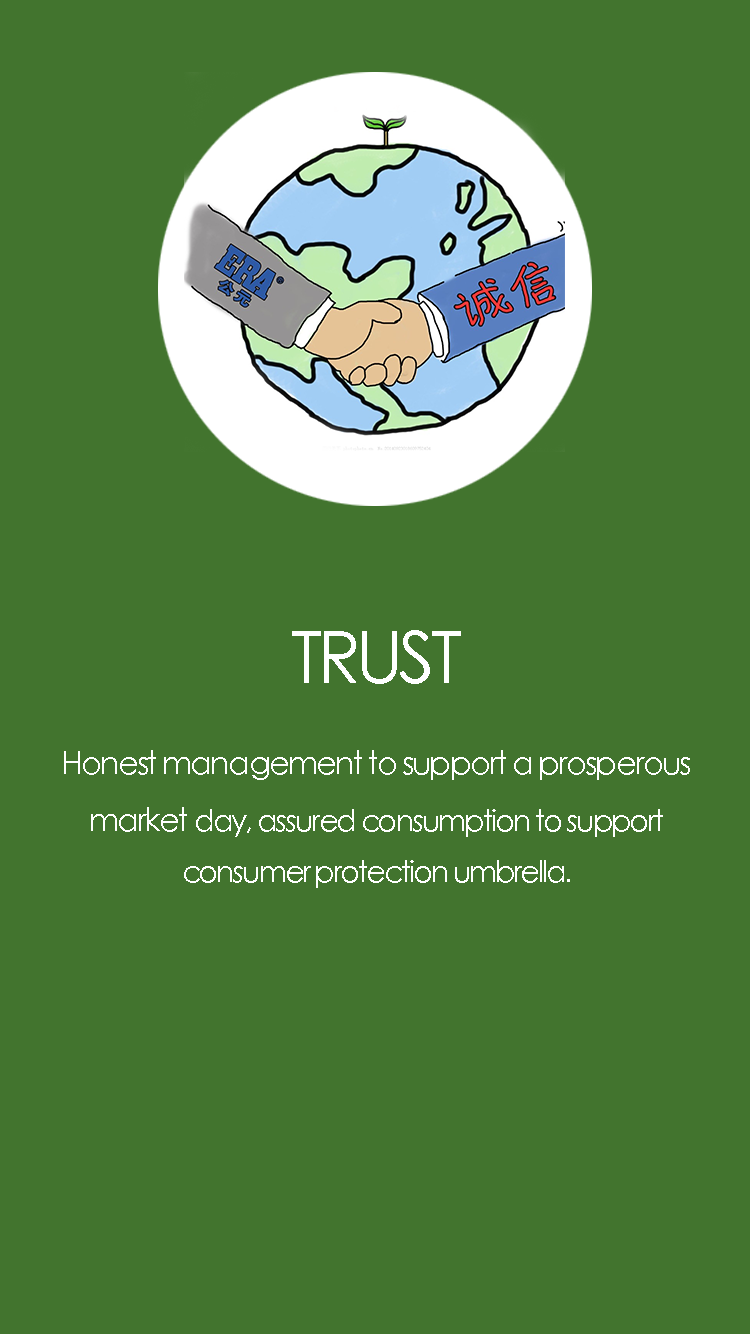 ERA
公元
诚信
TRUST
Honest management to support a prosperous
market day, assured consumption to support
consumer protection umbrella.